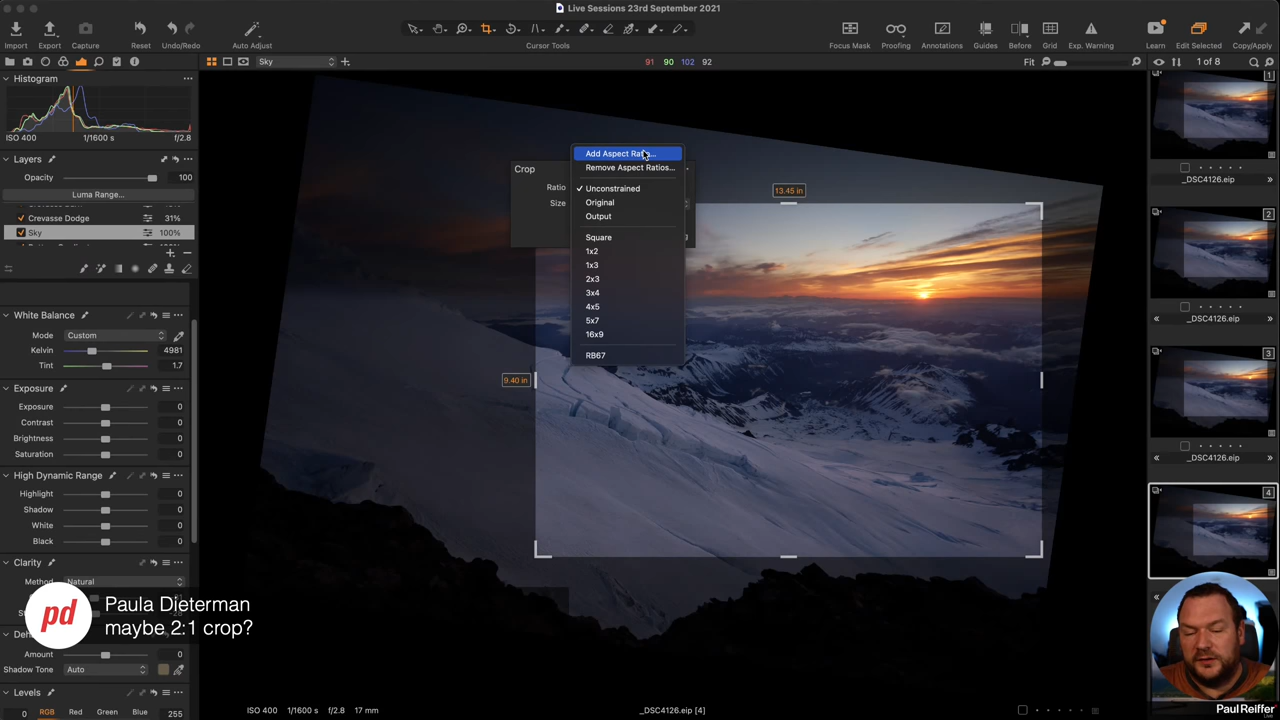 Live Sessions 23rd September 2021
Import
Export
Capture
Reset
Undo/Redo
Auto Adjust
Cursor Tools
Focus Mask
Proofing
Annotations
Guides
Before
Grid
Exp. Warning
Learn
Edit Selected
Copy/Apply
Sky
91 90 102 92
Fit
1 of 8
Histogram
ISO 400
1/1600 s
f/2.8
Layers
Opacity
100
Luma Range...
Crevasse Dodge
31%
Sky
100%
White Balance
Mode
Custom
Kelvin
4981
Tint
1.7
Exposure
Exposure
0
Contrast
0
Brightness
0
Saturation
0
High Dynamic Range
Highlight
0
Shadow
0
White
0
Black
0
Clarity
Method
Natural
Amount
0
Shadow Tone
Auto
Levels
0
RGB
Red
Green
Blue
255
Crop
Ratio
Size
Add Aspect Ratio...
Remove Aspect Ratios...
Unconstrained
Original
Output
Square
1x2
1x3
2x3
3x4
4x5
5x7
16x9
RB67
13.45 in
9.40 in
1
_DSC4126.eip
2
_DSC4126.eip
3
_DSC4126.eip
4
pd
Paula Dieterman
maybe 2:1 crop?
ISO 400
1/1600 s
f/2.8
17 mm
_DSC4126.eip [4]
Paul Reiffer
Live